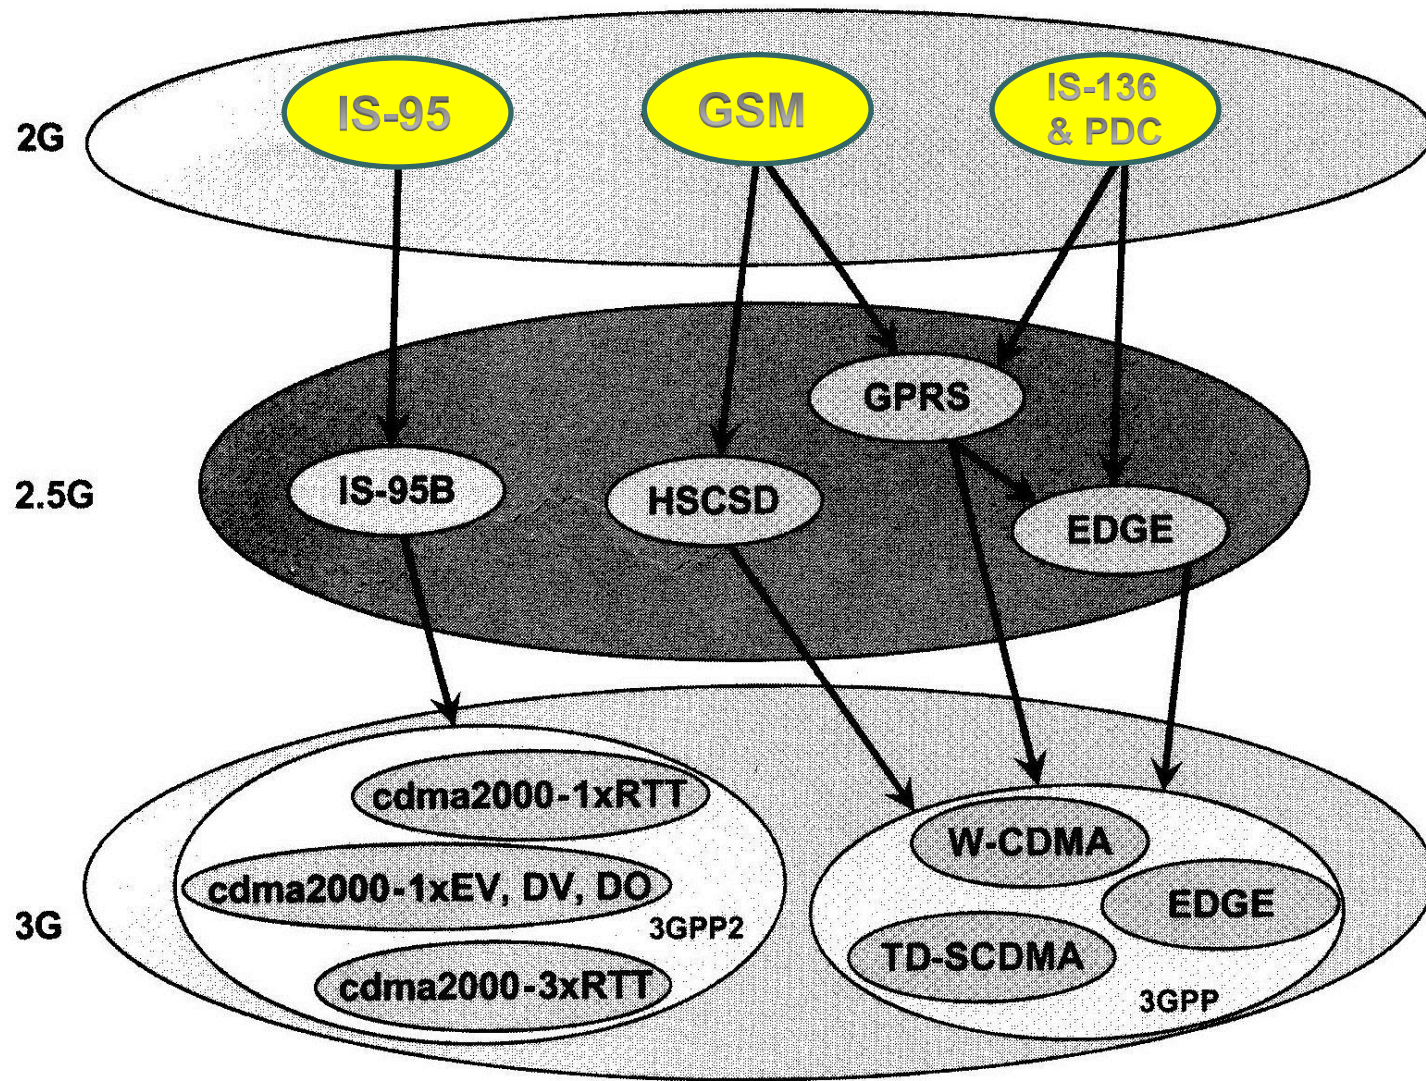 2G
IS-95
GSM
IS-136
& PDC
2.5G
GPRS
IS-95B
HSCSD
EDGE
3G
cdma2000-1xRTT
cdma2000-1xEV, DV, DO
3GPP2
cdma2000-3xRTT
W-CDMA
EDGE
TD-SCDMA
3GPP